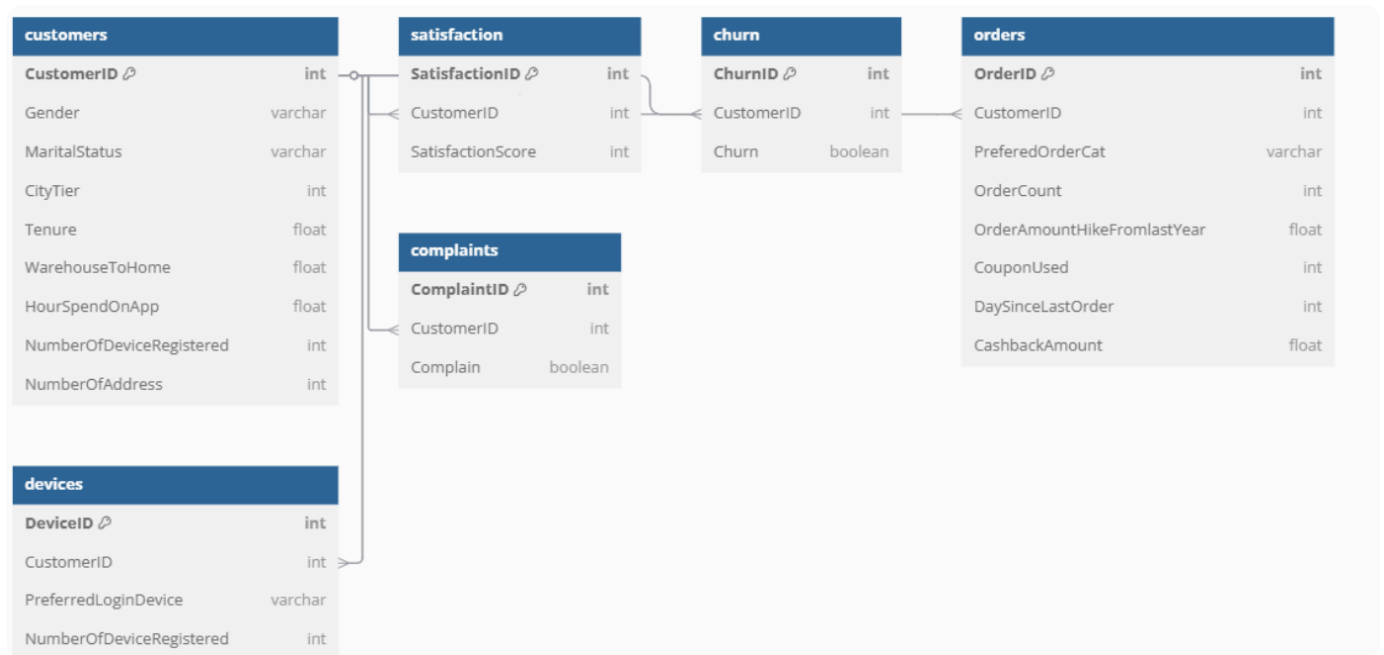 customers
CustomerID int
Gender varchar
MaritalStatus varchar
CityTier int
Tenure float
WarehouseToHome float
HourSpendOnApp float
NumberOfDeviceRegistered int
NumberOfAddress int
satisfaction
SatisfactionID int
CustomerID int
SatisfactionScore int
churn
ChurnID int
CustomerID int
Churn boolean
orders
OrderID int
CustomerID int
PreferedOrderCat varchar
OrderCount int
OrderAmountHikeFromlastYear float
CouponUsed int
DaySinceLastOrder int
CashbackAmount float
complaints
ComplaintID int
CustomerID int
Complain boolean
devices
DeviceID int
CustomerID int
PreferredLoginDevice varchar
NumberOfDeviceRegistered int